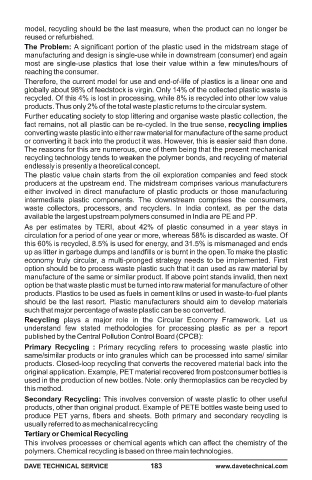 model, recycling should be the last measure, when the product can no longer be
reused or refurbished.
The Problem: A significant portion of the plastic used in the midstream stage of
manufacturing and design is single-use while in downstream (consumer) end again
most are single-use plastics that lose their value within a few minutes/hours of
reaching the consumer.
Therefore, the current model for use and end-of-life of plastics is a linear one and
globally about 98% of feedstock is virgin. Only 14% of the collected plastic waste is
recycled. Of this 4% is lost in processing, while 8% is recycled into other low value
products. Thus only 2% of the total waste plastic returns to the circular system.
Further educating society to stop littering and organise waste plastic collection, the
fact remains, not all plastic can be re-cycled. In the true sense, recycling implies
converting waste plastic into either raw material for manufacture of the same product
or converting it back into the product it was. However, this is easier said than done.
The reasons for this are numerous, one of them being that the present mechanical
recycling technology tends to weaken the polymer bonds, and recycling of material
endlessly is presently a theoretical concept.
The plastic value chain starts from the oil exploration companies and feed stock
producers at the upstream end. The midstream comprises various manufacturers
either involved in direct manufacture of plastic products or those manufacturing
intermediate plastic components. The downstream comprises the consumers,
waste collectors, processors, and recyders. In India context, as per the data
available the largest upstream polymers consumed in India are PE and PP.
As per estimates by TERI, about 42% of plastic consumed in a year stays in
circulation for a period of one year or more, whereas 58% is discarded as waste. Of
this 60% is recycled, 8.5% is used for energy, and 31.5% is mismanaged and ends
up as litter in garbage dumps and landfills or is burnt in the open.To make the plastic
economy truly circular, a multi-pronged strategy needs to be implemented. First
option should be to process waste plastic such that it can used as raw material by
manufacture of the same or similar product. If above point stands invalid, then next
option be that waste plastic must be turned into raw material for manufacture of other
products. Plastics to be used as fuels in cement kilns or used in waste-to-fuel plants
should be the last resort. Plastic manufacturers should aim to develop materials
such that major percentage of waste plastic can be so converted.
Recycling plays a major role in the Circular Economy Framework. Let us
understand few stated methodologies for processing plastic as per a report
published by the Central Pollution Control Board (CPCB):
Primary Recycling : Primary recycling refers to processing waste plastic into
same/similar products or into granules which can be processed into same/ similar
products. Closed-loop recycling that converts the recovered material back into the
original application. Example, PET material recovered from postconsumer bottles is
used in the production of new bottles. Note: only thermoplastics can be recycled by
this method.
Secondary Recycling: This involves conversion of waste plastic to other useful
products, other than original product. Example of PETE bottles waste being used to
produce PET yarns, fibers and sheets. Both primary and secondary recycling is
usually referred to as mechanical recycling
Tertiary or Chemical Recycling
This involves processes or chemical agents which can affect the chemistry of the
polymers. Chemical recycling is based on three main technologies.
DAVE TECHNICAL SERVICE 183 www.davetechnical.com